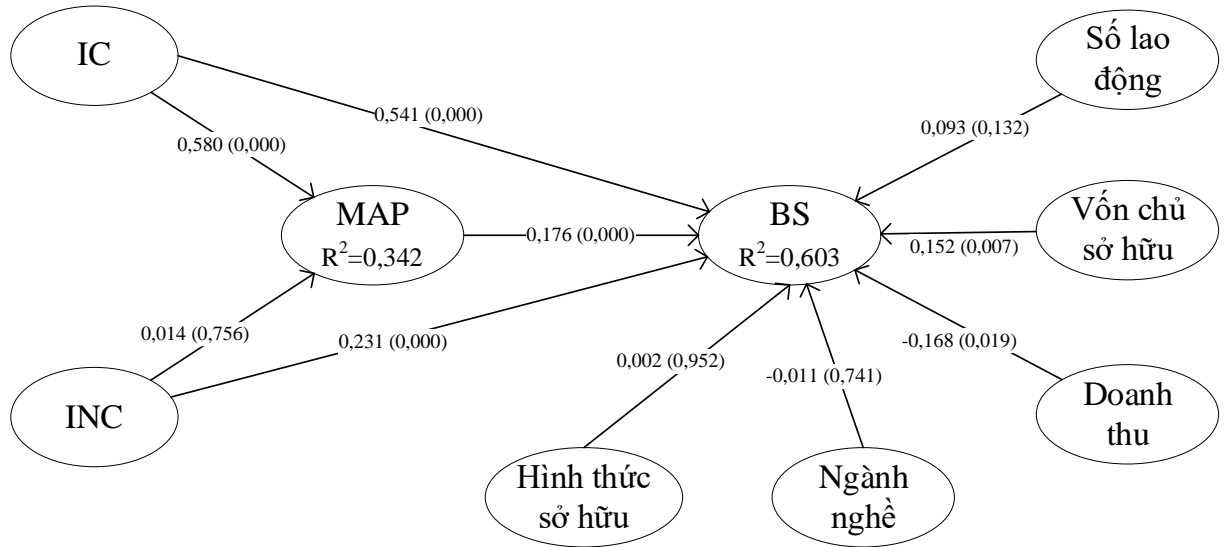 IC
Số lao
động
0,541 (0,000)
0,093 (0,132)
0,580 (0,000)
MAP
R²=0,342
0,176 (0,000)
BS
R²=0,603
Vốn chủ
sở hữu
0,152 (0,007)
0,014 (0,756)
0,231 (0,000)
-0,168 (0,019)
0,002 (0,952)
-0,011 (0,741)
INC
Doanh
thu
Hình thức
sở hữu
Ngành
nghề